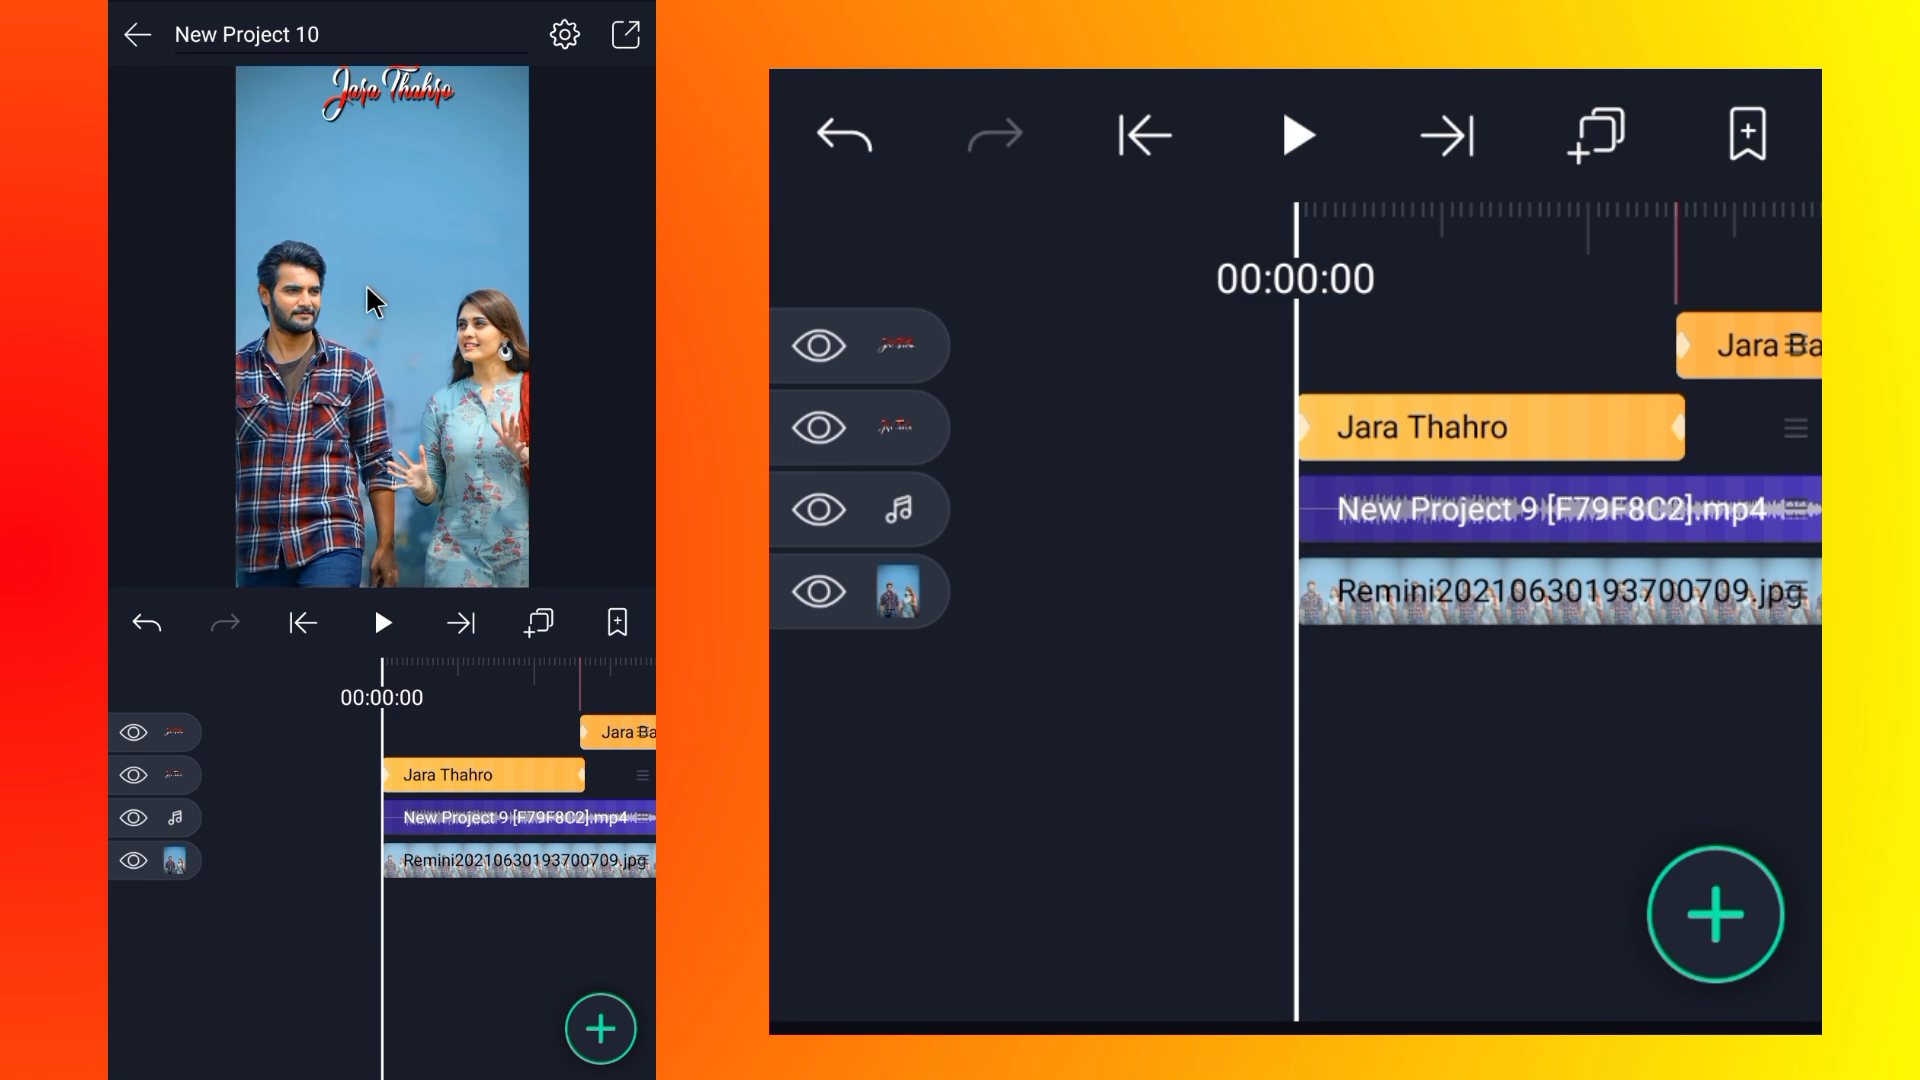 New Project 10
Jara Thahro
00:00:00
Jara Ba
Jara Thahro
New Project 9 [F79F8C2].mp4
Remini20210630193700709.jpg
00:00:00
Jara Ba
Jara Thahro
New Project 9 [F79F8C2].mp4
Remini20210630193700709.jpg